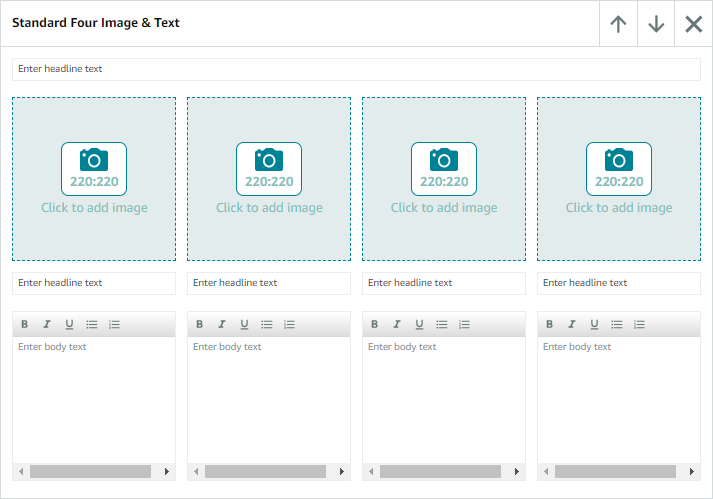 Standard Four Image & Text
Enter headline text
220:220 220:220 220:220 220:220
Click to add image Click to add image Click to add image Click to add image
Enter headline text Enter headline text Enter headline text Enter headline text
B I U B I U B I U B I U
Enter body text Enter body text Enter body text Enter body text